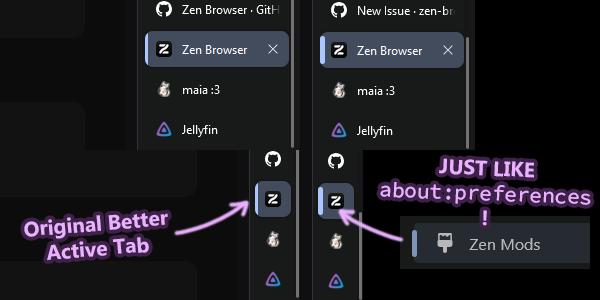 Zen Browser · GitH
Zen Browser
maia :3
Jellyfin
New Issue · zen-br
Zen Browser
maia :3
Jellyfin
Original Better
Active Tab
JUST LIKE
about:preferences
!
Zen Mods